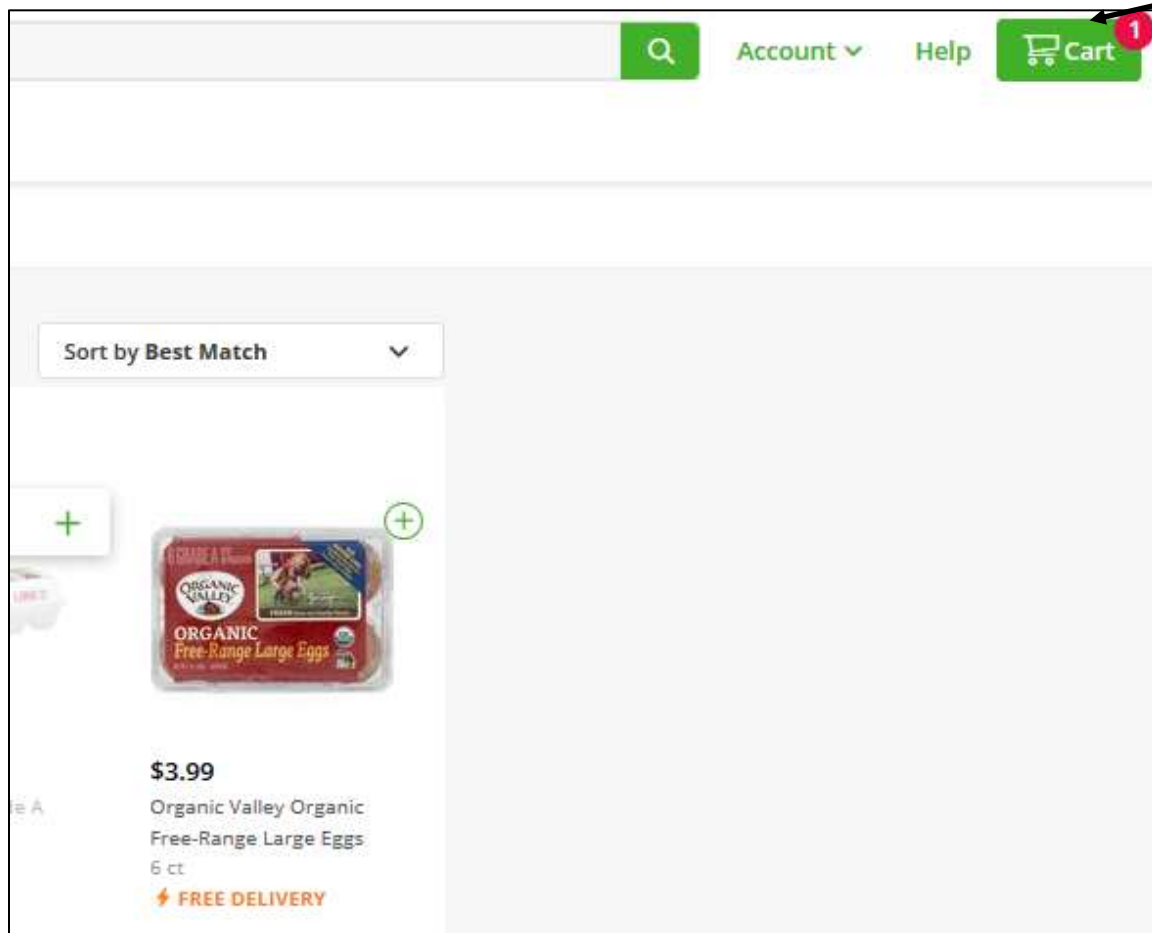 Account
Help
Cart
1
Sort by Best Match
ORGANIC
VALLEY
ORGANIC
Free-Range Large Eggs
$3.99
le A
Organic Valley Organic
Free-Range Large Eggs
6 ct
FREE DELIVERY